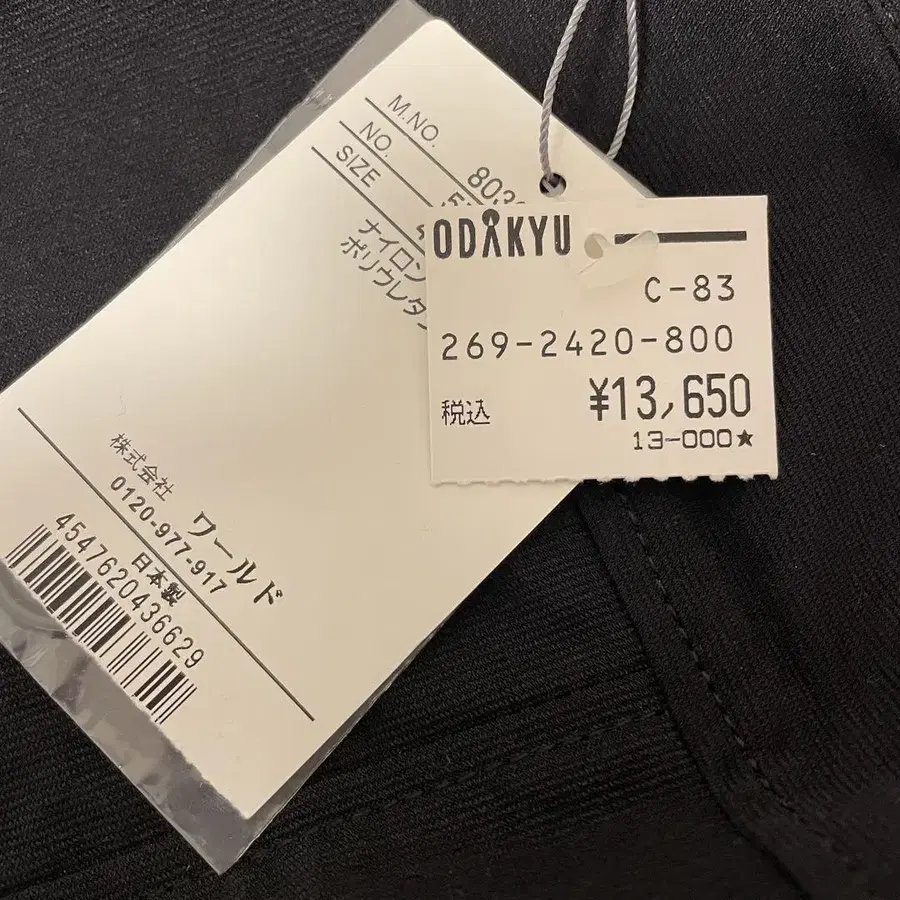 M.NO.
803
NO.
SIZE
ナイロン
ポリウレタン
株式会社 ワールド
0120-977-917
日本製
4547620436629
ODAKYU
C-83
269-2420-800
税込 ¥13,650
13-000★